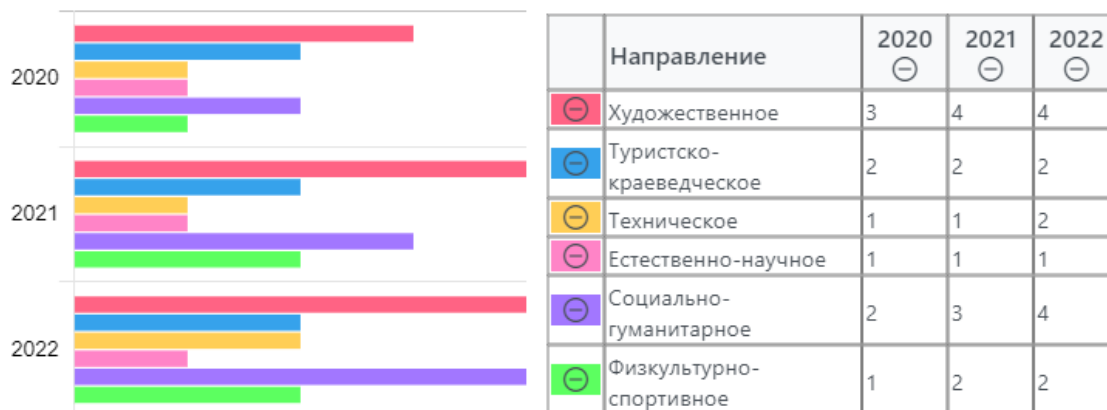 2020
2021
2022
Направление 2020 2021 2022
Художественное 3 4 4
Туристско-
краеведческое 2 2 2
Техническое 1 1 2
Естественно-научное 1 1 1
Социально-
гуманитарное 2 3 4
Физкультурно-
спортивное 1 2 2